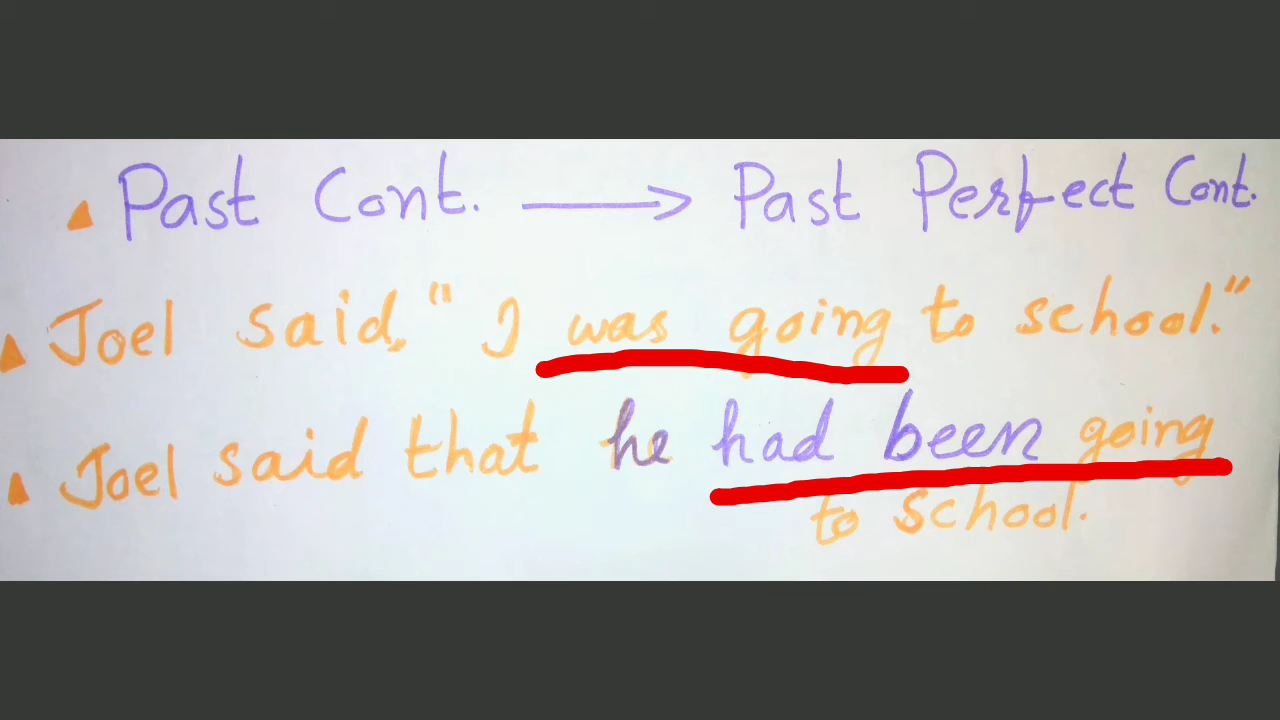 Past Cont. ⟶ Past Perfect Cont.
Joel said, "I was going to school."
Joel said that he had been going
to school.